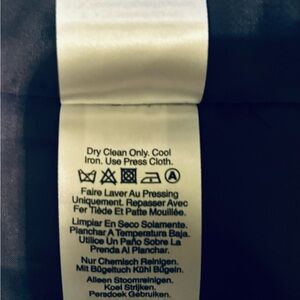 Dry Clean Only. Cool
Iron. Use Press Cloth.
A
Faire Laver Au Pressing
Uniquement. Repasser Avec
Fer Tiède Et Patte Mouillée.
Limpiar En Seco Solamente.
Planchar A Temperatura Baja.
Utilice Un Paño Sobre La
Prenda Al Planchar.
Nur Chemisch Reinigen.
Mit Bügeltuch Kühl Bügeln.
Alleen Stoomreinigen.
Koel Strijken.
Persdoek Gebruiken.